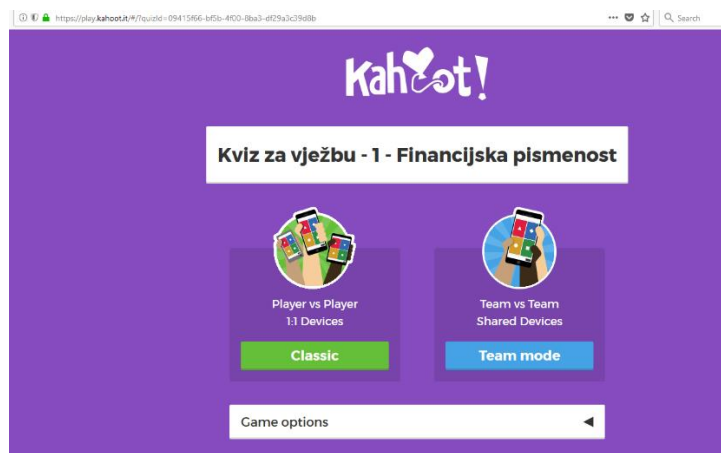 https://play.kahoot.it/#/?quizId=09415f66-bf5b-4f00-8ba3-df29a3c39d8b
Search
Kahoot!
Kviz za vježbu - 1 - Financijska pismenost
Player vs Player
1:1 Devices
Classic
Team vs Team
Shared Devices
Team mode
Game options